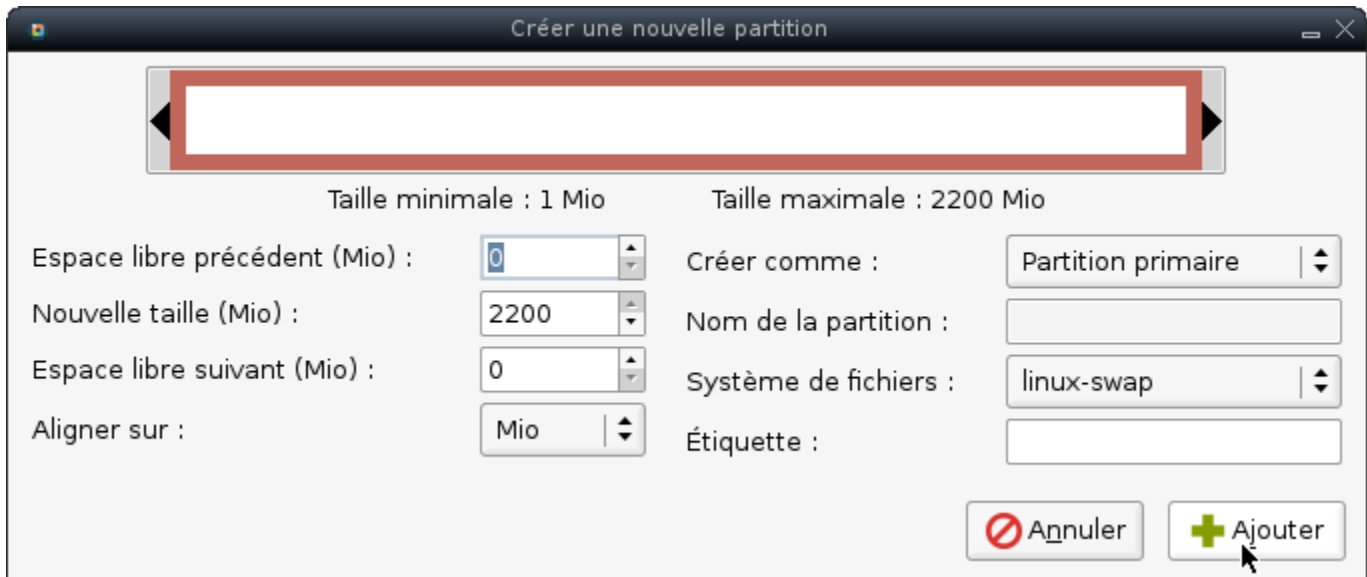 Créer une nouvelle partition
Taille minimale : 1 Mio
Taille maximale : 2200 Mio
Espace libre précédent (Mio) : 0
Nouvelle taille (Mio) : 2200
Espace libre suivant (Mio) : 0
Aligner sur : Mio
Créer comme : Partition primaire
Nom de la partition :
Système de fichiers : linux-swap
Étiquette :
Annuler
Ajouter